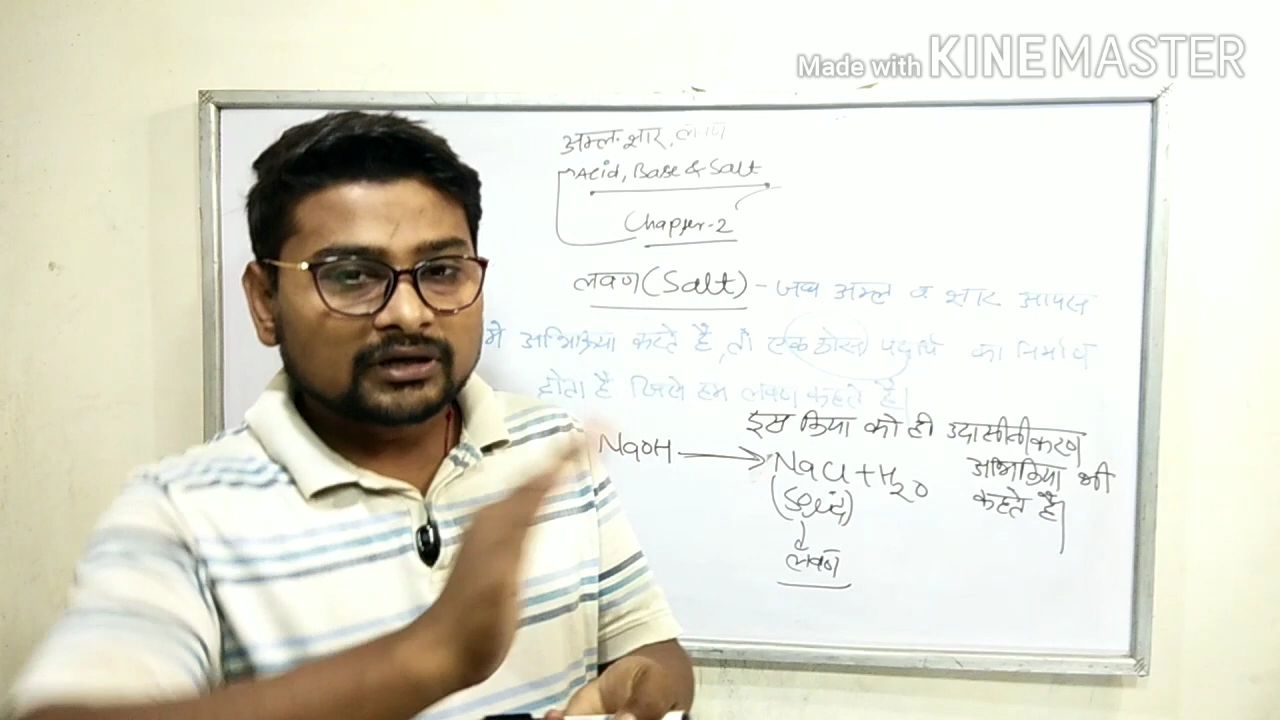 Made with KINEMASTER
अम्ल, क्षार, लवण
Acid, Base & Salt
Chapter-2
लवण (Salt) - जब अम्ल व क्षार आपस
मे अभिक्रिया करते है, तो एक ठोस पदार्थ का निर्माण
होता है जिसे हम लवण कहते है।
इस क्रिया को ही उदासीनीकरण
अभिक्रिया भी
कहते है।
NaOH → NaCl + H₂O
(Solid)
लवण